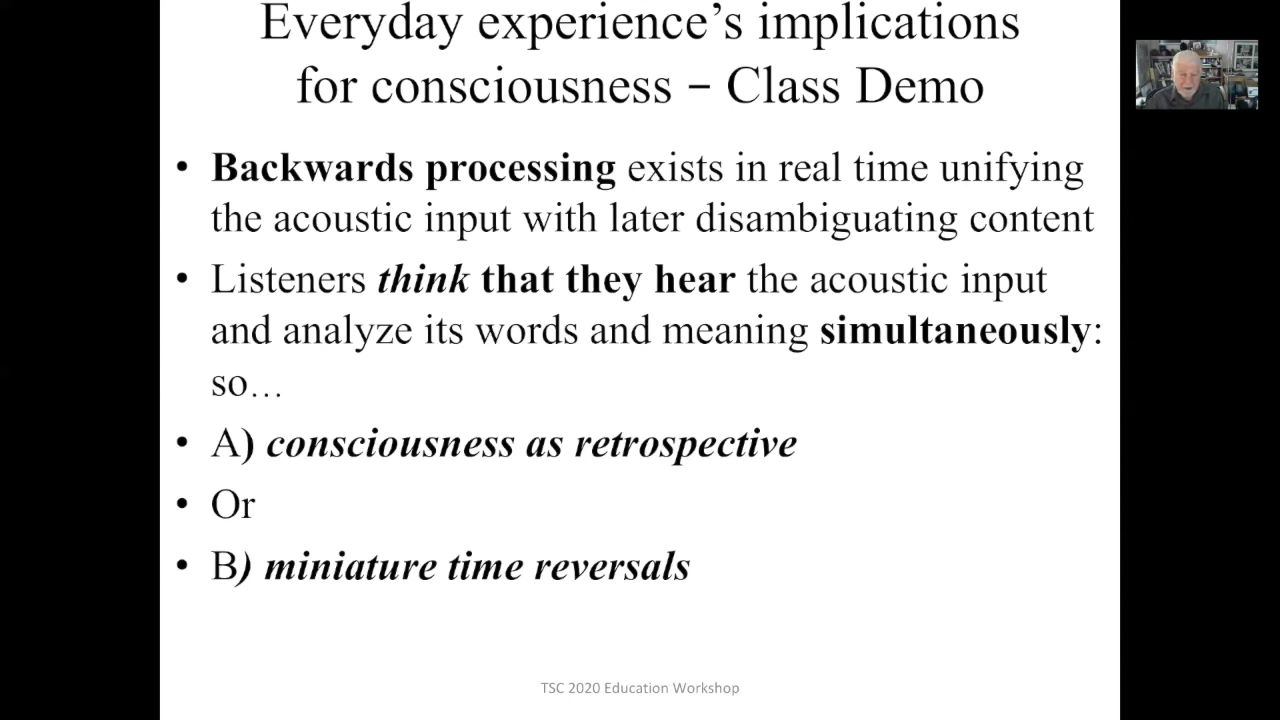 Everyday experience’s implications
for consciousness – Class Demo
• Backwards processing exists in real time unifying
the acoustic input with later disambiguating content
• Listeners think that they hear the acoustic input
and analyze its words and meaning simultaneously:
so…
• A) consciousness as retrospective
• Or
• B) miniature time reversals
TSC 2020 Education Workshop